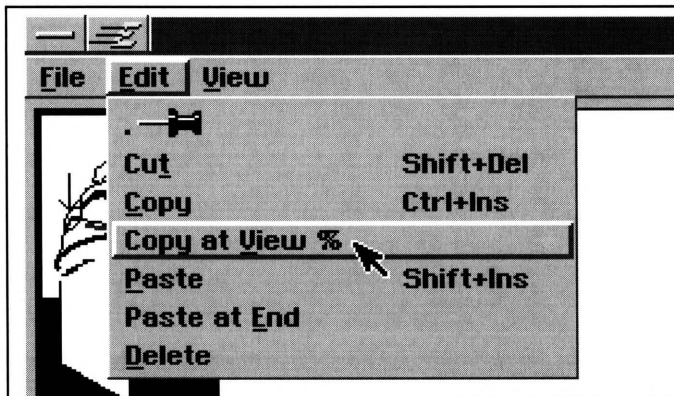 File Edit View
Cut Shift+Del
Copy Ctrl+Ins
Copy at View %
Paste Shift+Ins
Paste at End
Delete